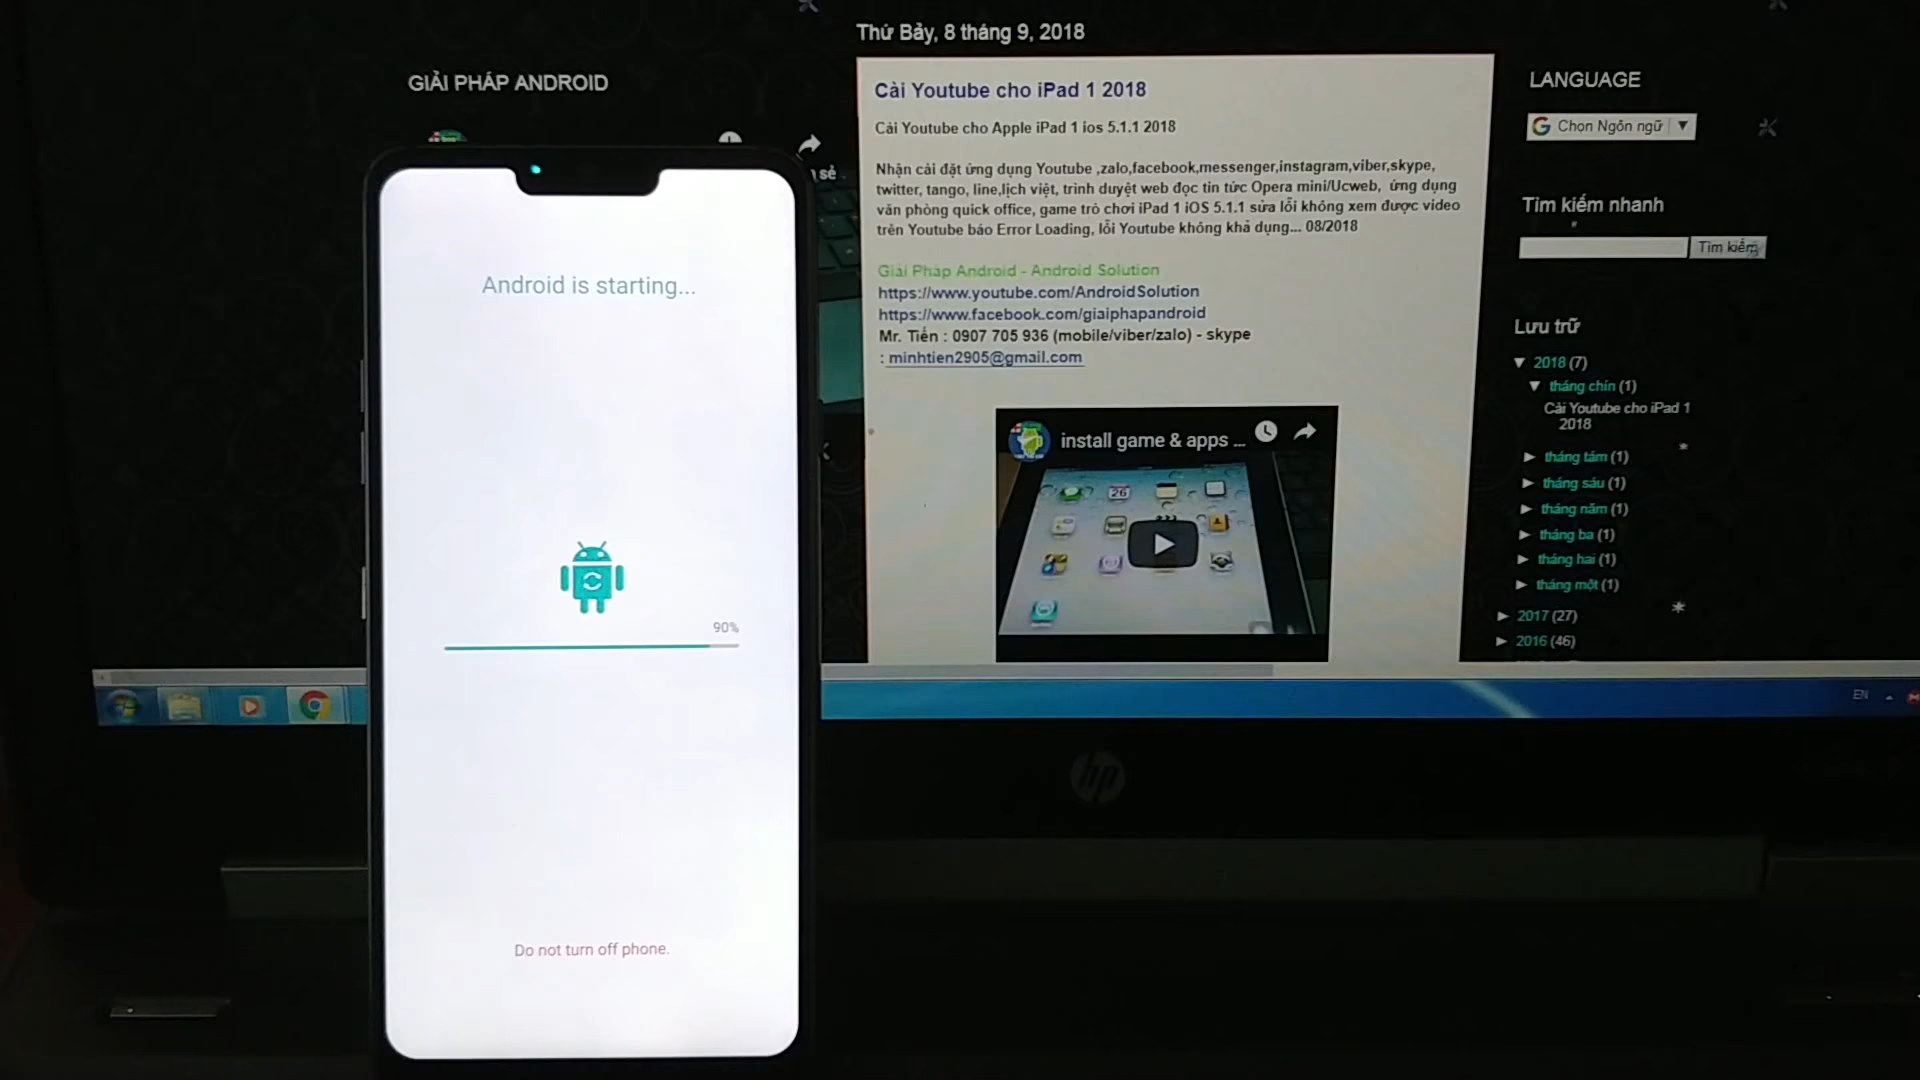 Thứ Bảy, 8 tháng 9, 2018
GIẢI PHÁP ANDROID
sẻ
Android is starting...
90%
Do not turn off phone.
Cài Youtube cho iPad 1 2018
Cài Youtube cho Apple iPad 1 ios 5.1.1 2018
Nhận cài đặt ứng dụng Youtube ,zalo,facebook,messenger,instagram,viber,skype,
twitter, tango, line,lịch việt, trình duyệt web đọc tin tức Opera mini/Ucweb, ứng dụng
văn phòng quick office, game trò chơi iPad 1 iOS 5.1.1 sửa lỗi không xem được video
trên Youtube báo Error Loading, lỗi Youtube không khả dụng... 08/2018
Giải Pháp Android - Android Solution
https://www.youtube.com/AndroidSolution
https://www.facebook.com/giaiphapandroid
Mr. Tiến : 0907 705 936 (mobile/viber/zalo) - skype
: minhtien2905@gmail.com
install game & apps ...
26
LANGUAGE
Chọn Ngôn ngữ ▼
Tìm kiếm nhanh
Tìm kiếm
Lưu trữ
▼ 2018 (7)
▼ tháng chín (1)
Cài Youtube cho iPad 1
2018
► tháng tám (1)
► tháng sáu (1)
► tháng năm (1)
► tháng ba (1)
► tháng hai (1)
► tháng một (1)
► 2017 (27)
► 2016 (46)
EN
hp